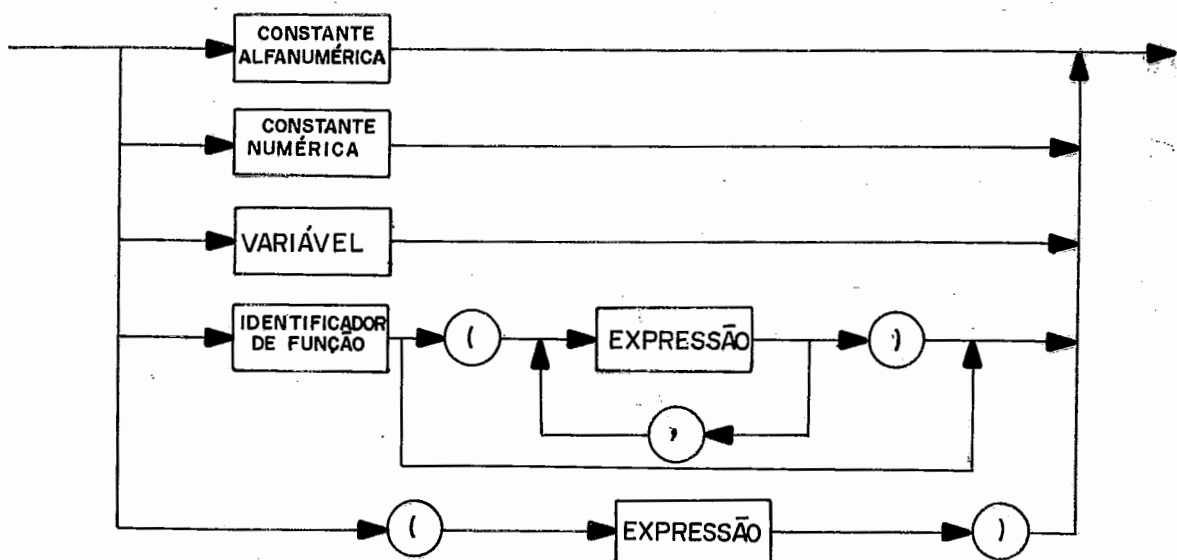 CONSTANTE
ALFANUMÉRICA
CONSTANTE
NUMÉRICA
VARIÁVEL
IDENTIFICADOR
DE FUNÇÃO
(
EXPRESSÃO
)
,
(
EXPRESSÃO
)